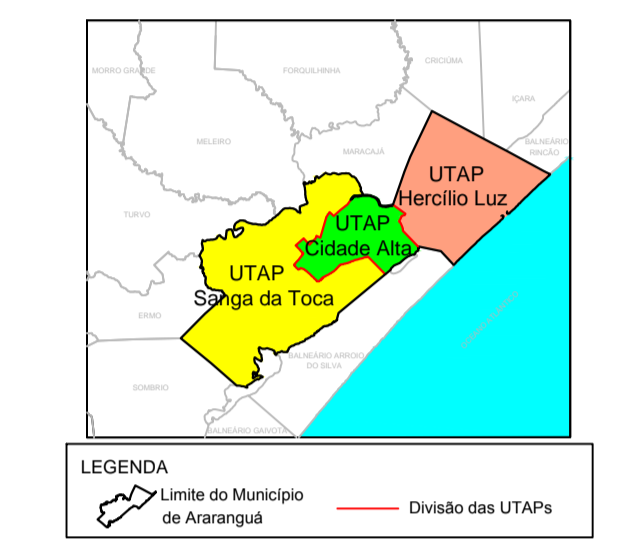 CRICIÚMA
MORRO GRANDE
FORQUILHINHA
IÇARA
MELEIRO
BALNEÁRIO
RINCÃO
MARACAJÁ
UTAP
Hercílio Luz
TURVO
UTAP
Cidade Alta
UTAP
Sanga da Toca
ERMO
BALNEÁRIO ARROIO
DO SILVA
SOMBRIO
BALNEÁRIO GAIVOTA
LEGENDA
Limite do Município
de Araranguá
Divisão das UTAPs